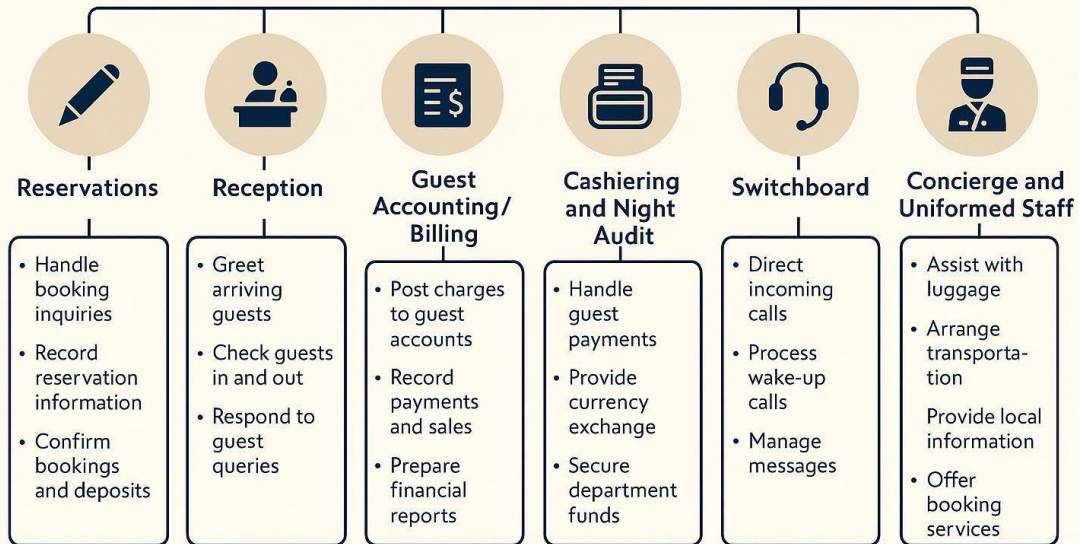 Reservations
• Handle
booking
inquiries
• Record
reservation
information
• Confirm
bookings
and deposits
Reception
• Greet
arriving
guests
• Check guests
in and out
• Respond to
guest
queries
Guest
Accounting/
Billing
$
• Post charges
to guest
accounts
• Record
payments
and sales
• Prepare
financial
reports
Cashiering
and Night
Audit
• Handle
guest
payments
• Provide
currency
exchange
• Secure
department
funds
Switchboard
• Direct
incoming
calls
• Process
wake-up
calls
• Manage
messages
Concierge and
Uniformed Staff
• Assist with
luggage
• Arrange
transporta-
tion
Provide local
information
• Offer
booking
services